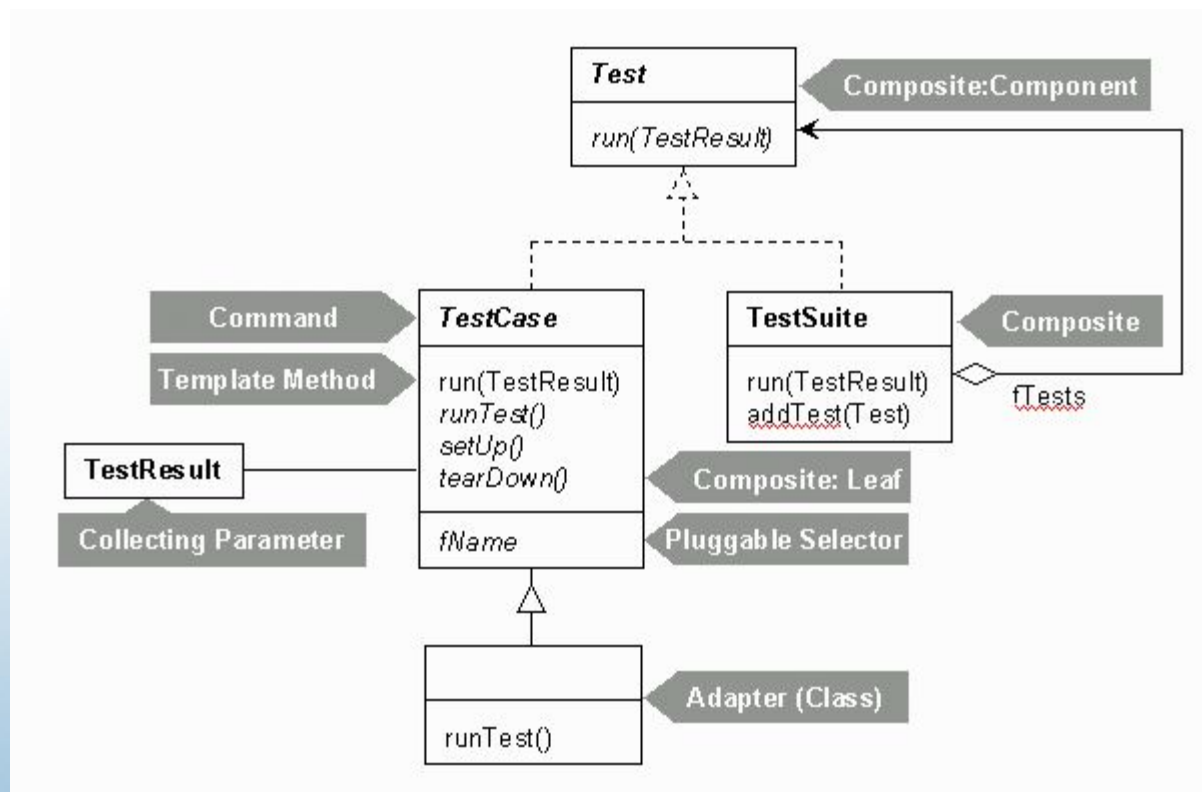 Test
Composite:Component
run(TestResult)
Command
TestCase
TestSuite
Composite
Template Method
run(TestResult)
runTest()
setUp()
tearDown()
run(TestResult)
addTest(Test)
fTests
TestResult
Composite: Leaf
Collecting Parameter
fName
Pluggable Selector
Adapter (Class)
runTest()